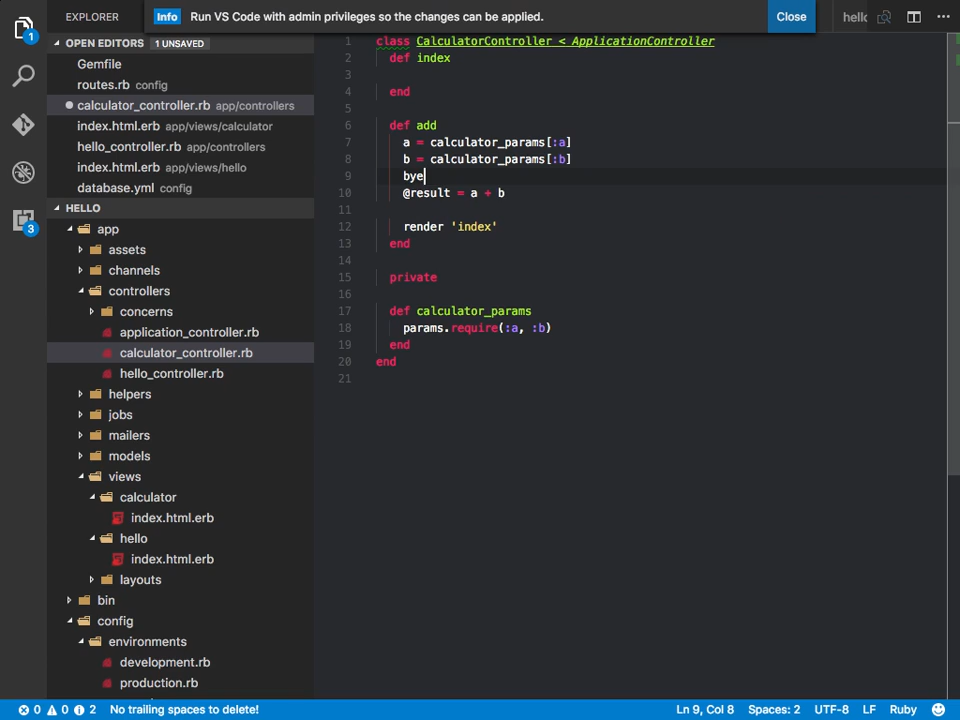 EXPLORER
Info Run VS Code with admin privileges so the changes can be applied. Close
1
OPEN EDITORS 1 UNSAVED
Gemfile
routes.rb config
calculator_controller.rb app/controllers
index.html.erb app/views/calculator
hello_controller.rb app/controllers
index.html.erb app/views/hello
database.yml config
3
HELLO
app
assets
channels
controllers
concerns
application_controller.rb
calculator_controller.rb
hello_controller.rb
helpers
jobs
mailers
models
views
calculator
index.html.erb
hello
index.html.erb
layouts
bin
config
environments
development.rb
production.rb
1 class CalculatorController < ApplicationController
2 def index
3
4 end
5
6 def add
7 a = calculator_params[:a]
8 b = calculator_params[:b]
9 bye
10 @result = a + b
11
12 render 'index'
13 end
14
15 private
16
17 def calculator_params
18 params.require(:a, :b)
19 end
20 end
21
0 0 2 No trailing spaces to delete! Ln 9, Col 8 Spaces: 2 UTF-8 LF Ruby